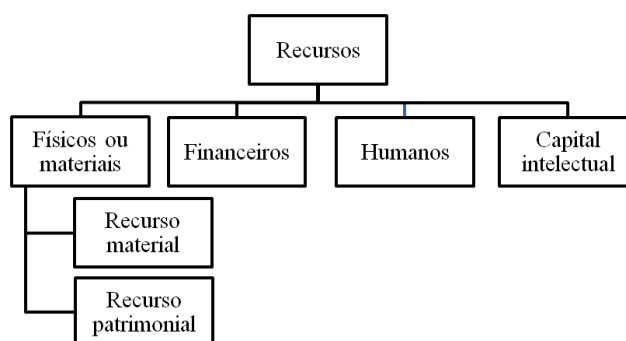 Recursos
Físicos ou
materiais
Financeiros
Humanos
Capital
intelectual
Recurso
material
Recurso
patrimonial